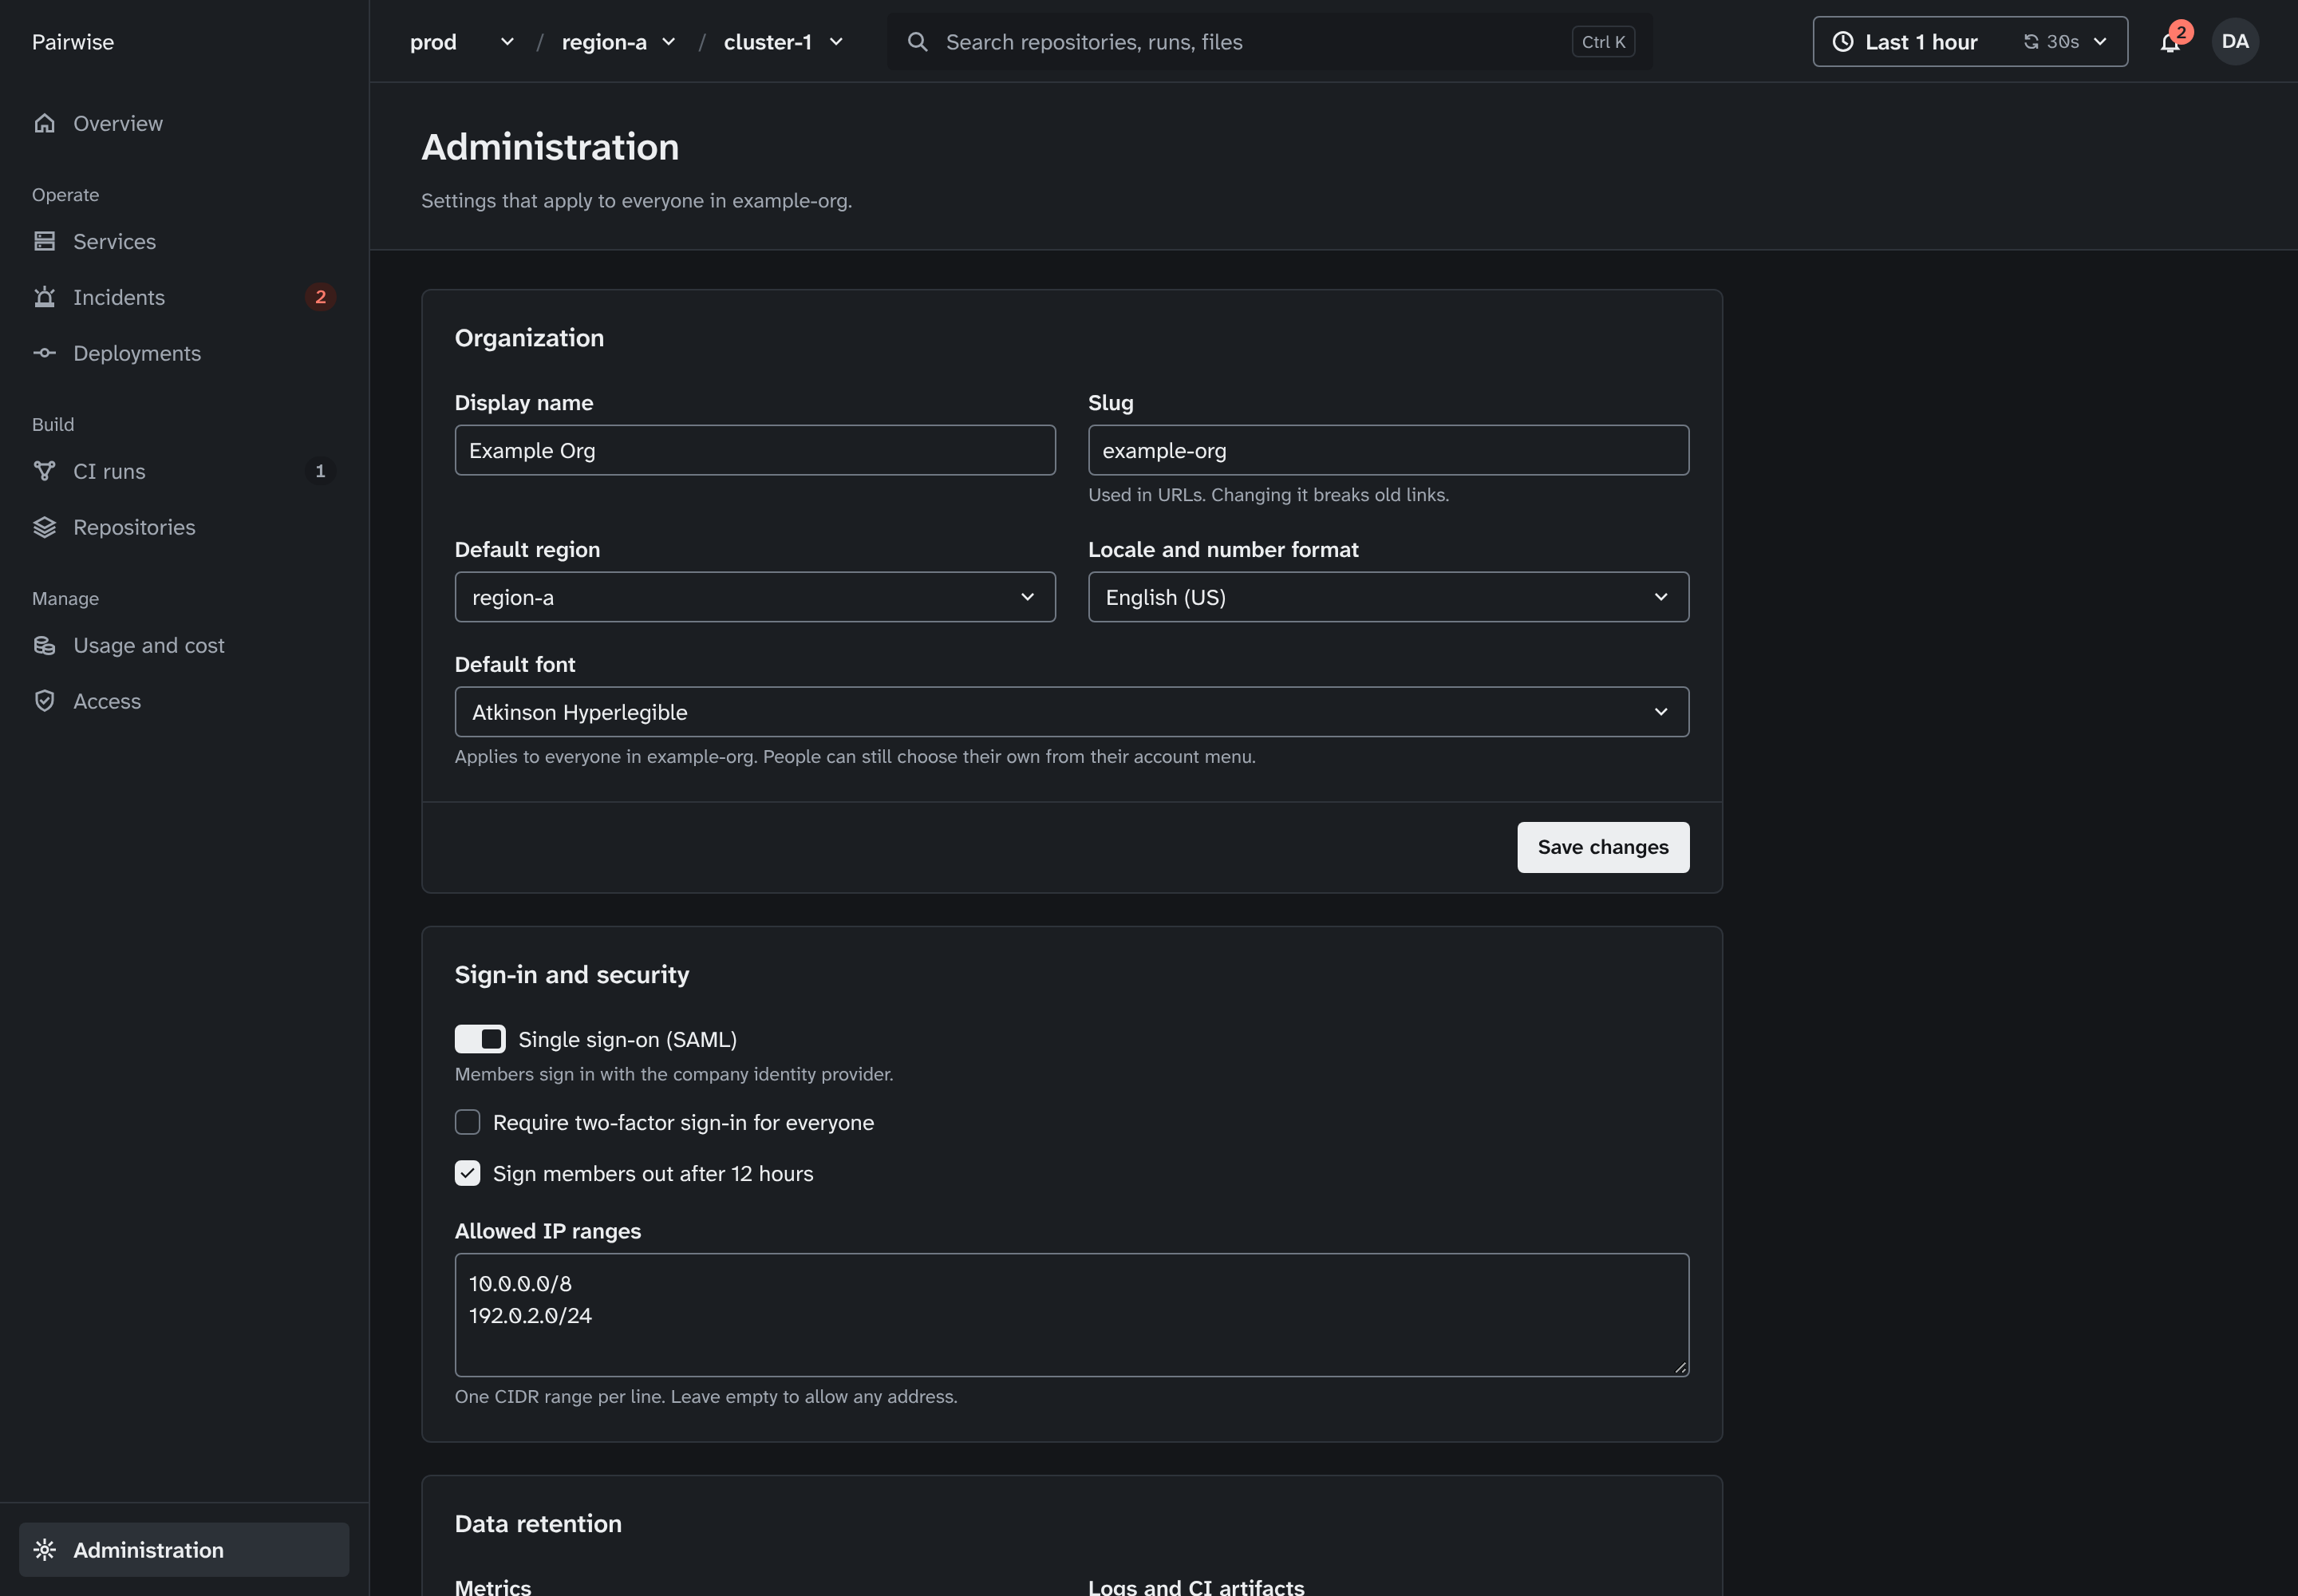 Pairwise
prod / region-a / cluster-1
Search repositories, runs, files
Ctrl K
Last 1 hour
30s
2
DA
Overview
Operate
Services
Incidents
2
Deployments
Build
CI runs
1
Repositories
Manage
Usage and cost
Access
Administration
Administration
Settings that apply to everyone in example-org.
Organization
Display name
Example Org
Slug
example-org
Used in URLs. Changing it breaks old links.
Default region
region-a
Locale and number format
English (US)
Default font
Atkinson Hyperlegible
Applies to everyone in example-org. People can still choose their own from their account menu.
Save changes
Sign-in and security
Single sign-on (SAML)
Members sign in with the company identity provider.
Require two-factor sign-in for everyone
Sign members out after 12 hours
Allowed IP ranges
10.0.0.0/8
192.0.2.0/24
One CIDR range per line. Leave empty to allow any address.
Data retention
Metrics
Logs and CI artifacts